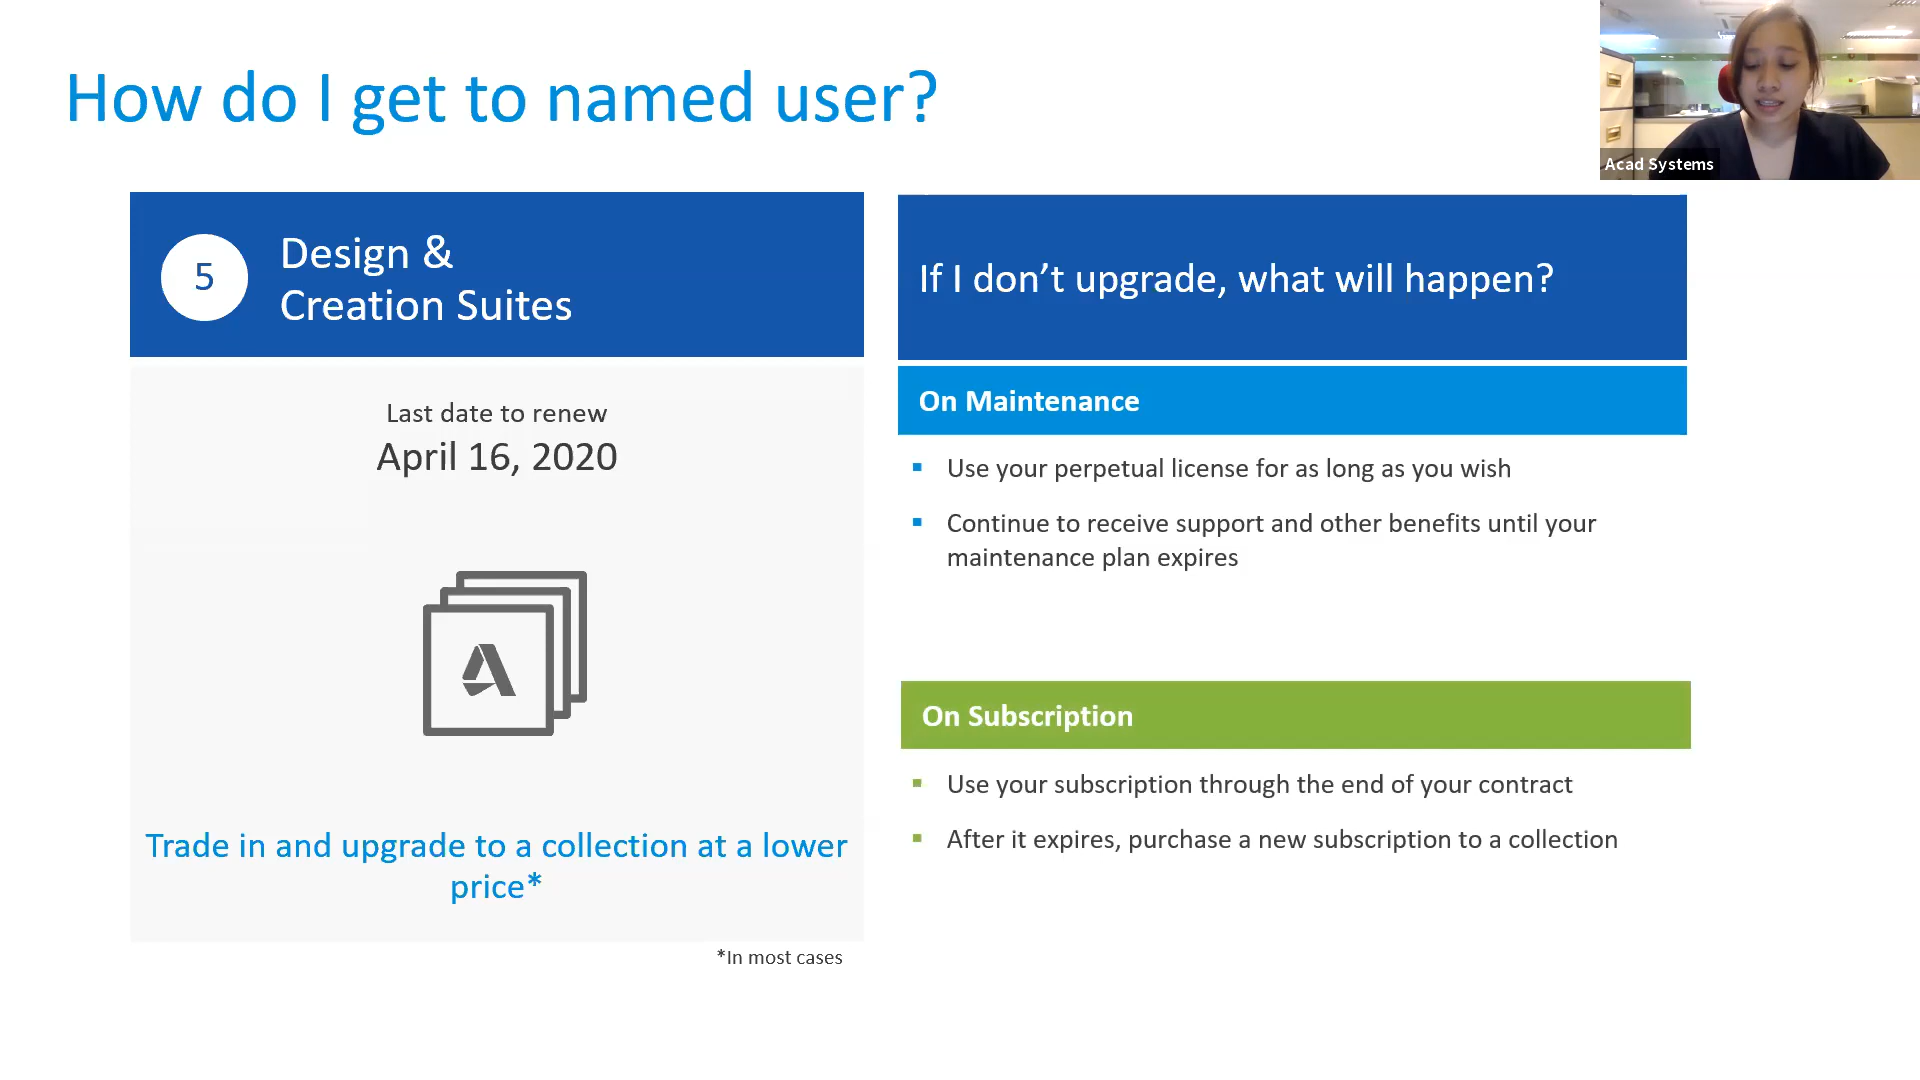 How do I get to named user?
Acad Systems
5
Design &
Creation Suites
Last date to renew
April 16, 2020
Trade in and upgrade to a collection at a lower
price*
*In most cases
If I don’t upgrade, what will happen?
On Maintenance
▪ Use your perpetual license for as long as you wish
▪ Continue to receive support and other benefits until your
maintenance plan expires
On Subscription
▪ Use your subscription through the end of your contract
▪ After it expires, purchase a new subscription to a collection